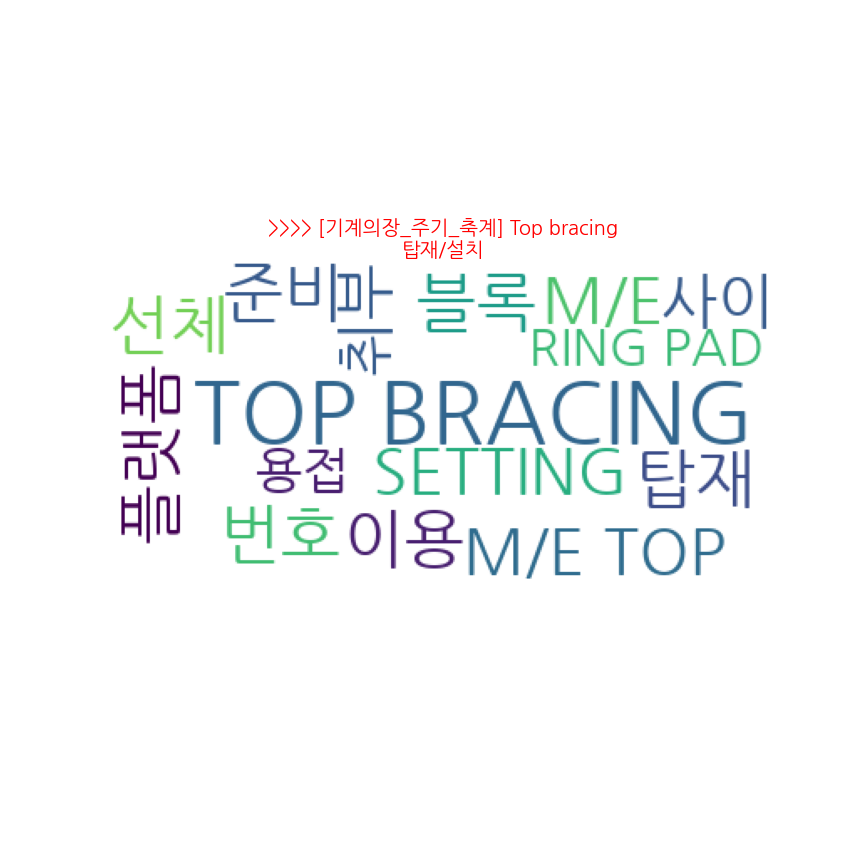 >>>> [기계의장_주기_축계] Top bracing
탑재/설치
준비
취부
블록
M/E
사이
선체
RING PAD
플랫폼
TOP BRACING
용접
SETTING
탑재
번호
이용
M/E TOP